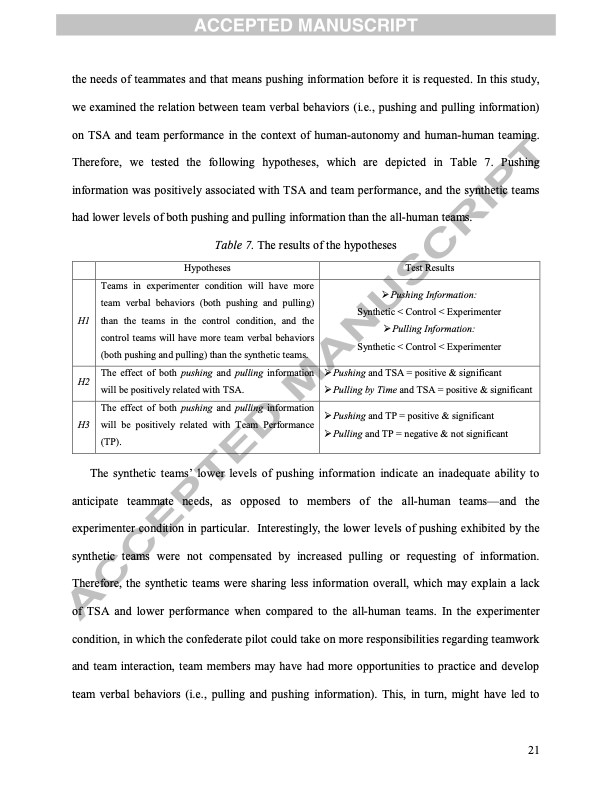 ACCEPTED MANUSCRIPT
the needs of teammates and that means pushing information before it is requested. In this study,
we examined the relation between team verbal behaviors (i.e., pushing and pulling information)
on TSA and team performance in the context of human-autonomy and human-human teaming.
Therefore, we tested the following hypotheses, which are depicted in Table 7. Pushing
information was positively associated with TSA and team performance, and the synthetic teams
had lower levels of both pushing and pulling information than the all-human teams.
Table 7. The results of the hypotheses
Hypotheses Test Results
H1
Teams in experimenter condition will have more
team verbal behaviors (both pushing and pulling)
than the teams in the control condition, and the
control teams will have more team verbal behaviors
(both pushing and pulling) than the synthetic teams.
➢ Pushing Information:
Synthetic < Control < Experimenter
➢ Pulling Information:
Synthetic < Control < Experimenter
H2
The effect of both pushing and pulling information
will be positively related with TSA.
➢ Pushing and TSA = positive & significant
➢ Pulling by Time and TSA = positive & significant
H3
The effect of both pushing and pulling information
will be positively related with Team Performance
(TP).
➢ Pushing and TP = positive & significant
➢ Pulling and TP = negative & not significant
The synthetic teams’ lower levels of pushing information indicate an inadequate ability to
anticipate teammate needs, as opposed to members of the all-human teams—and the
experimenter condition in particular. Interestingly, the lower levels of pushing exhibited by the
synthetic teams were not compensated by increased pulling or requesting of information.
Therefore, the synthetic teams were sharing less information overall, which may explain a lack
of TSA and lower performance when compared to the all-human teams. In the experimenter
condition, in which the confederate pilot could take on more responsibilities regarding teamwork
and team interaction, team members may have had more opportunities to practice and develop
team verbal behaviors (i.e., pulling and pushing information). This, in turn, might have led to
21
ACCEPTED MANUSCRIPT